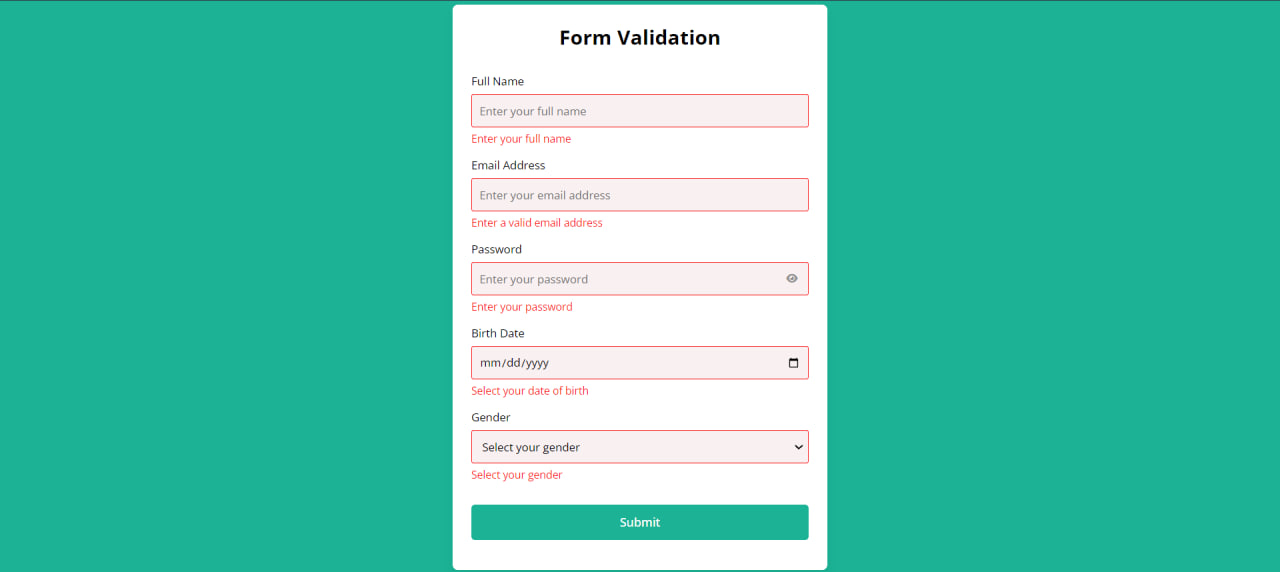 Form Validation
Full Name
Enter your full name
Enter your full name
Email Address
Enter your email address
Enter a valid email address
Password
Enter your password
Enter your password
Birth Date
mm/dd/yyyy
Select your date of birth
Gender
Select your gender
Select your gender
Submit